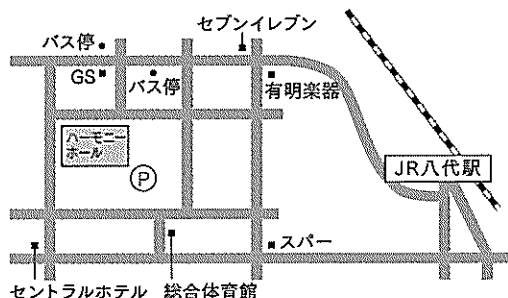 セブンイレブン
バス停
GS
バス停
有明楽器
ハーモニー
ホール
P
JR八代駅
スパー
セントラルホテル
総合体育館